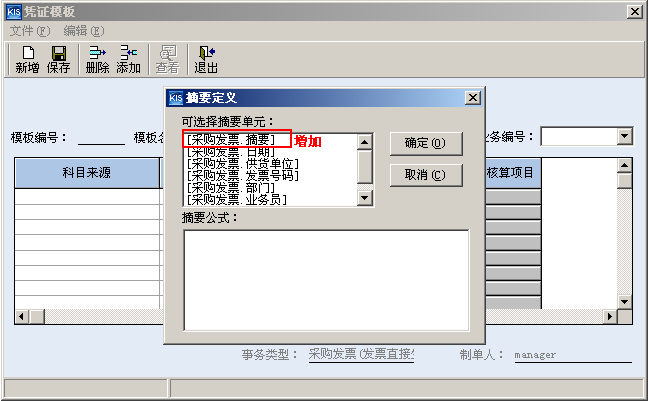 KIS 凭证模板
文件(F) 编辑(E)
新增 保存 删除 添加 查看 退出
KIS 摘要定义
可选择摘要单元：
[采购发票.摘要] 增加
[采购发票.日期]
[采购发票.供货单位]
[采购发票.发票号码]
[采购发票.部门]
[采购发票.业务员]
确定(O)
取消(C)
摘要公式：
模板编号：
模板
务编号：
科目来源
核算项目
事务类型： 采购发票(发票直接
制单人： manager